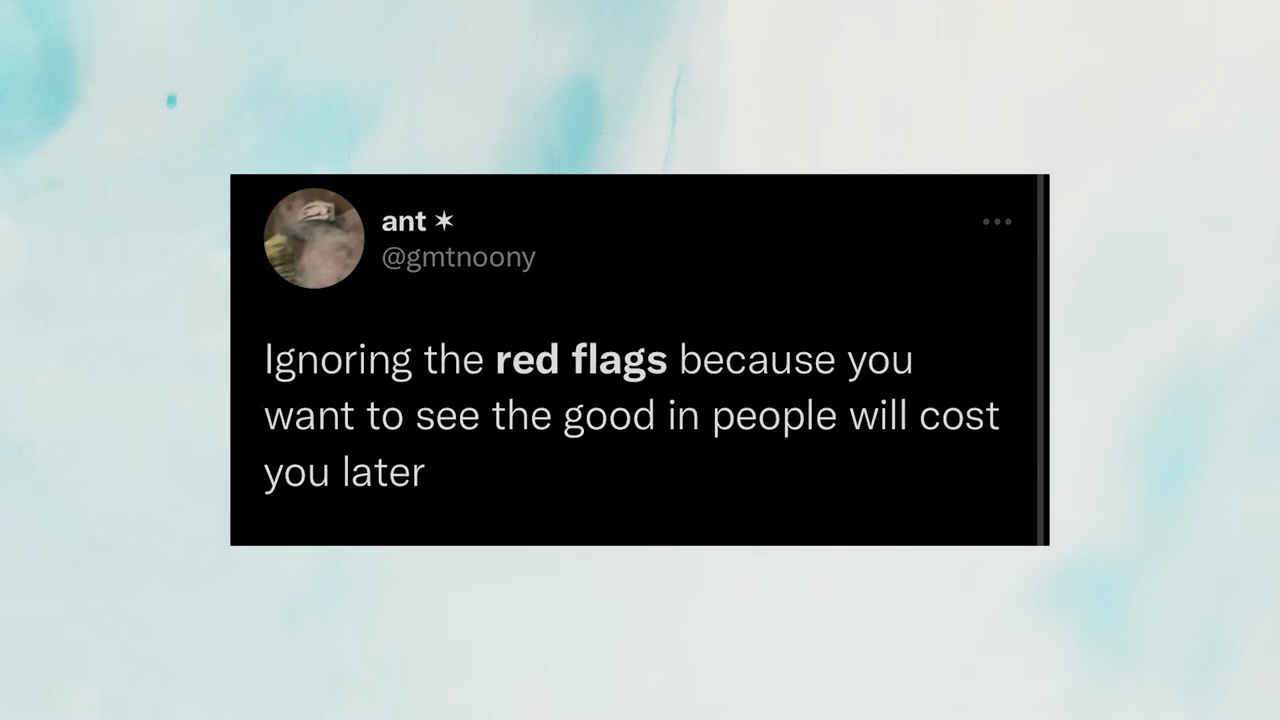 ant ✶
@gmtnoony
Ignoring the red flags because you
want to see the good in people will cost
you later